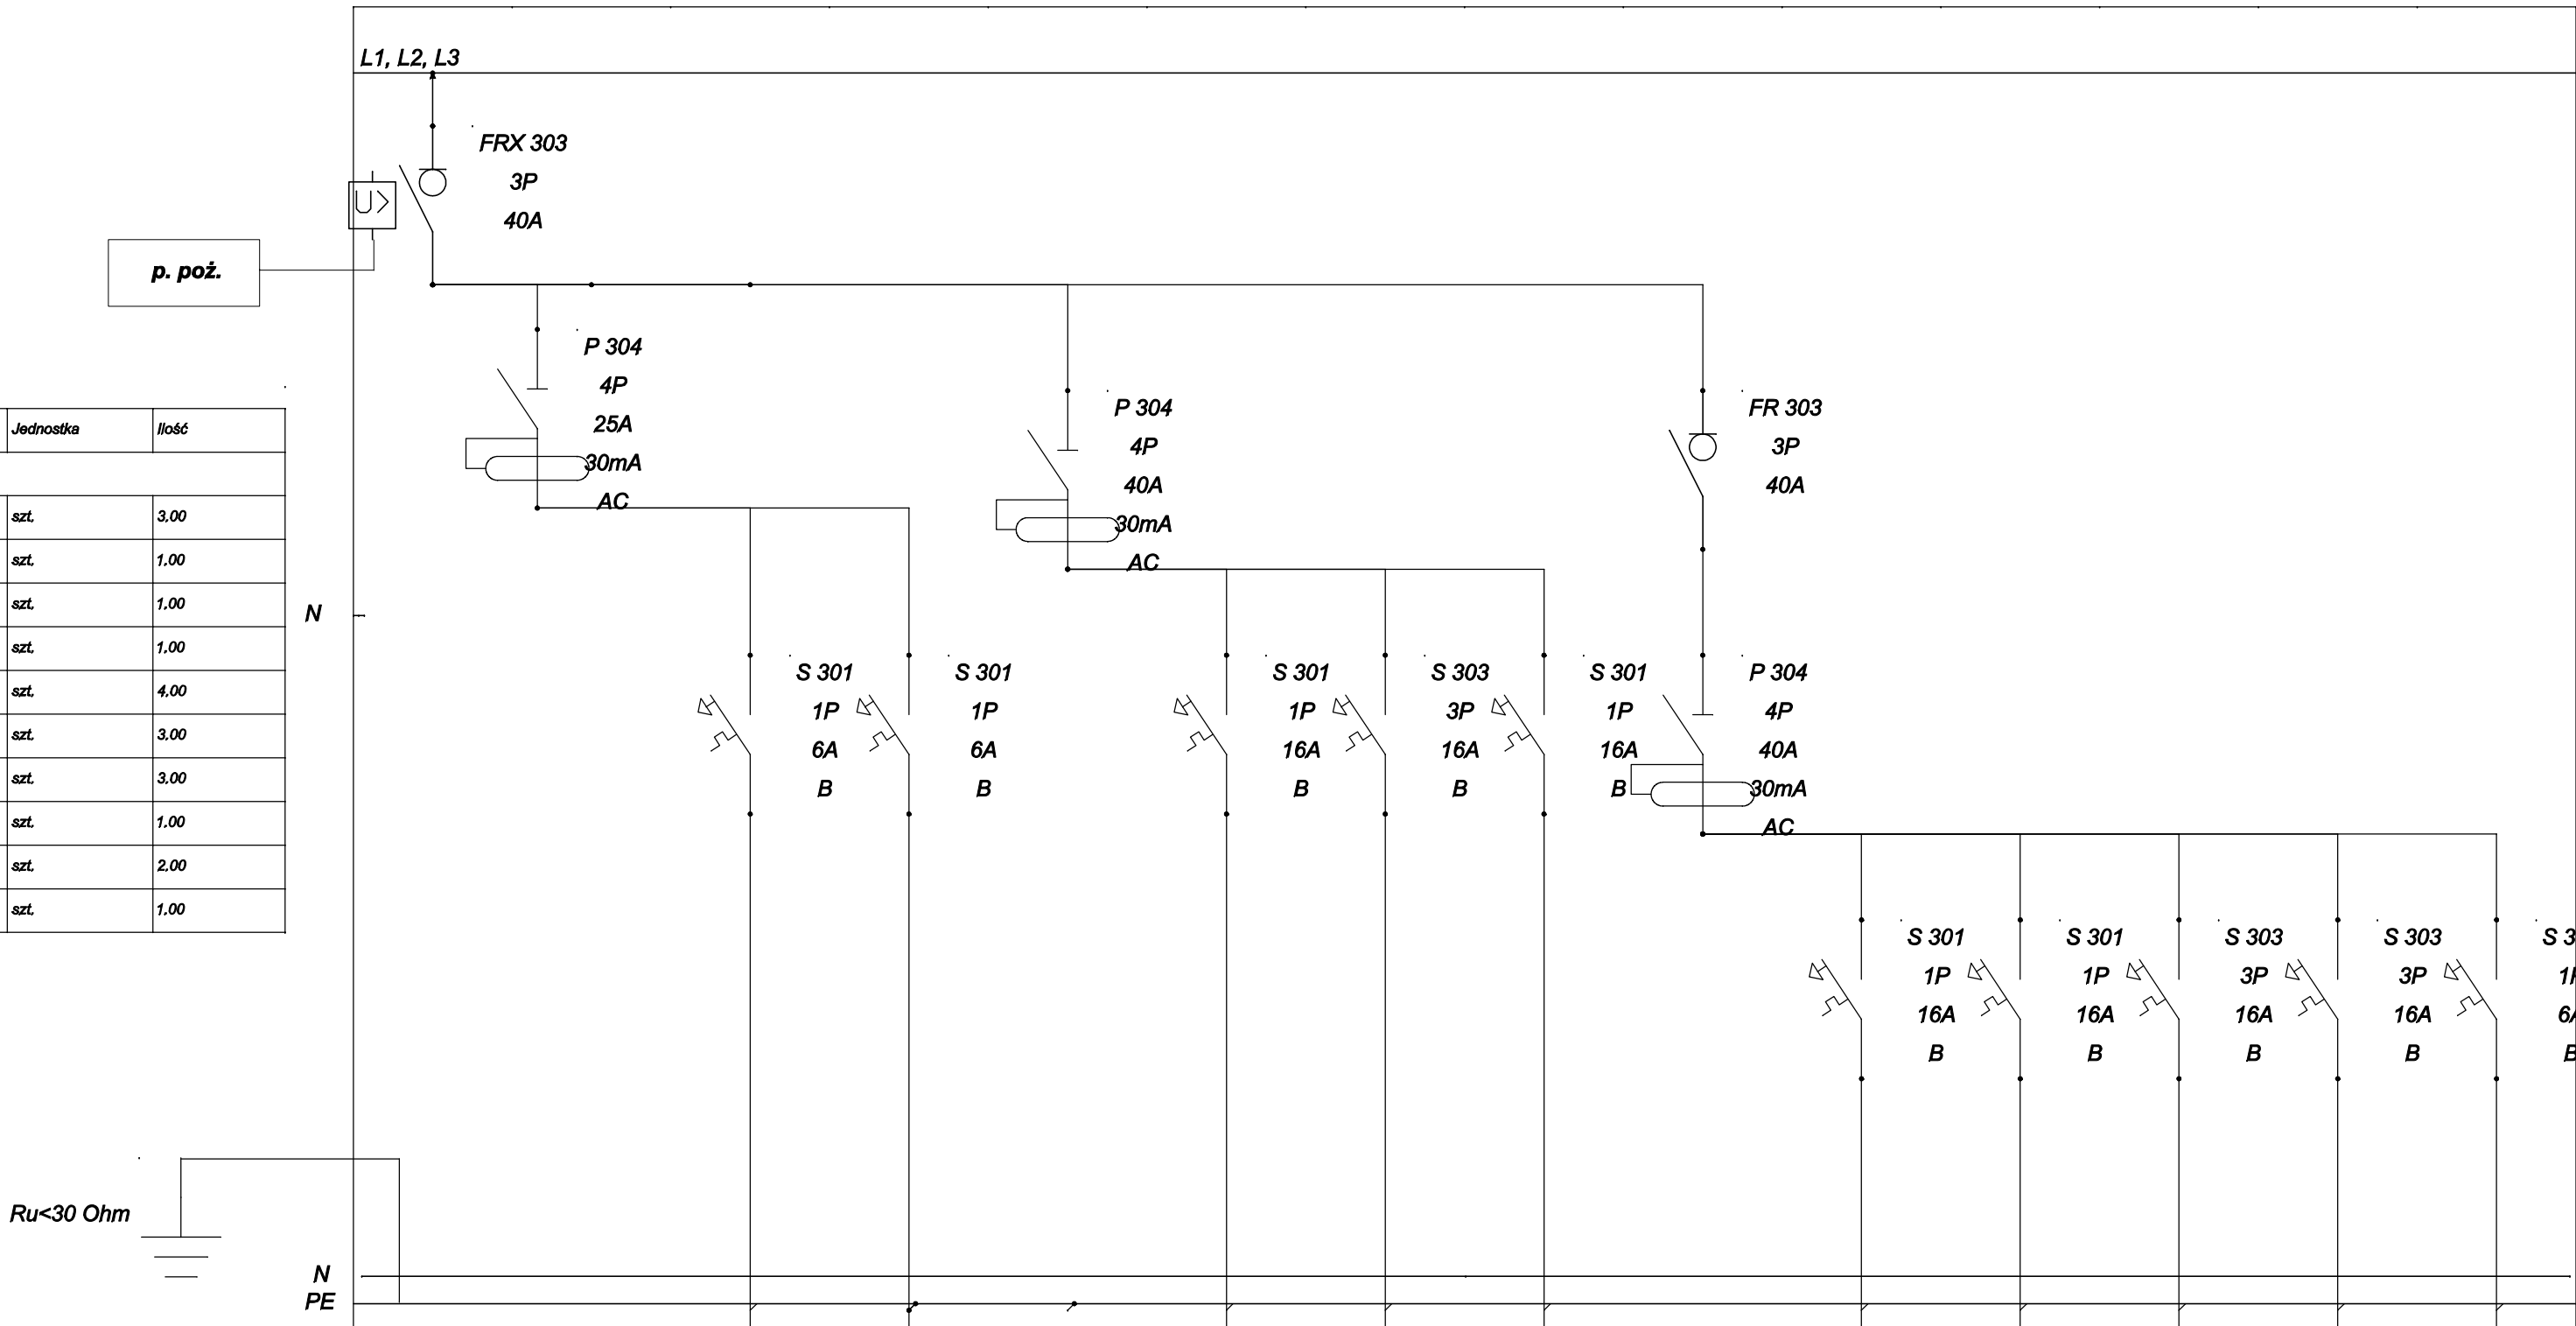 L1, L2, L3
FRX 303
3P
40A
U>
p. poż.
P 304
4P
25A
30mA
AC
P 304
4P
40A
30mA
AC
FR 303
3P
40A
Jednostka Ilość
szt. 3.00
szt. 1.00
szt. 1.00
szt. 1.00
szt. 4.00
szt. 3.00
szt. 3.00
szt. 1.00
szt. 2.00
szt. 1.00
N
S 301
1P
6A
B
S 301
1P
6A
B
S 301
1P
16A
B
S 303
3P
16A
B
S 301
1P
16A
B
P 304
4P
40A
30mA
AC
S 301
1P
16A
B
S 301
1P
16A
B
S 303
3P
16A
B
S 303
3P
16A
B
Ru<30 Ohm
N
PE